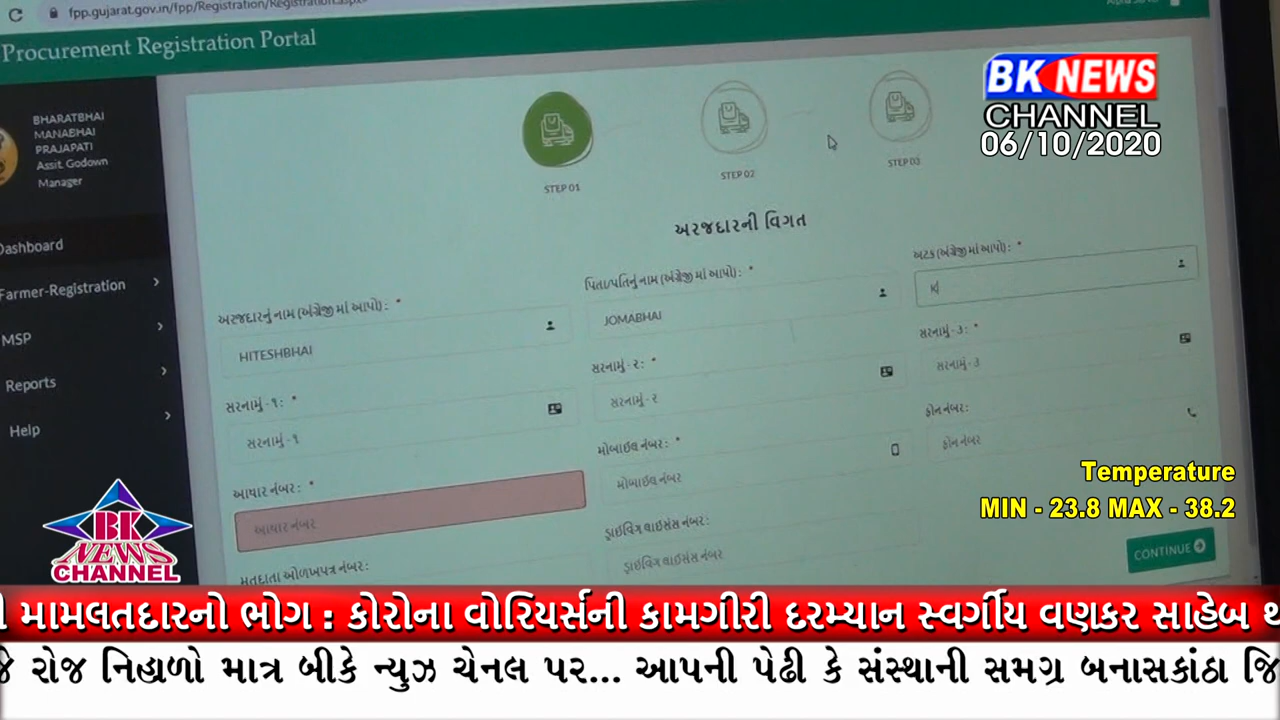 fpp.gujarat.gov.in/fpp/Registration/Registration.aspx
Procurement Registration Portal
BHARATBHAI
MANABHAI
PRAJAPATI
Assit. Godown
Manager
Dashboard
Farmer-Registration
MSP
Reports
Help
STEP 01
STEP 02
STEP 03
BK NEWS
CHANNEL
06/10/2020
અરજદારની વિગત
અરજદારનું નામ (અંગ્રેજી માં આપો) : *
HITESHBHAI
પિતા/પતિનું નામ (અંગ્રેજી માં આપો) : *
JOMABHAI
અટક (અંગ્રેજી માં આપો) : *
સરનામું - ૧ : *
સરનામું - ૧
સરનામું - ૨ : *
સરનામું - ૨
સરનામું - ૩ : *
સરનામું - ૩
આધાર નંબર : *
આધાર નંબર
મોબાઈલ નંબર : *
મોબાઈલ નંબર
ફોન નંબર :
ફોન નંબર
મતદાતા ઓળખપત્ર નંબર :
ડ્રાઇવિંગ લાઇસંસ નંબર :
ડ્રાઇવિંગ લાઇસંસ નંબર
CONTINUE
Temperature
MIN - 23.8 MAX - 38.2
BK
NEWS
CHANNEL
મામલતદારનો ભોગ : કોરોના વોરિયર્સની કામગીરી દરમ્યાન સ્વર્ગીય વણકર સાહેબ
રોજ નિહાળો માત્ર બીકે ન્યુઝ ચેનલ પર... આપની પેઢી કે સંસ્થાની સમગ્ર બનાસકાંઠા જિ